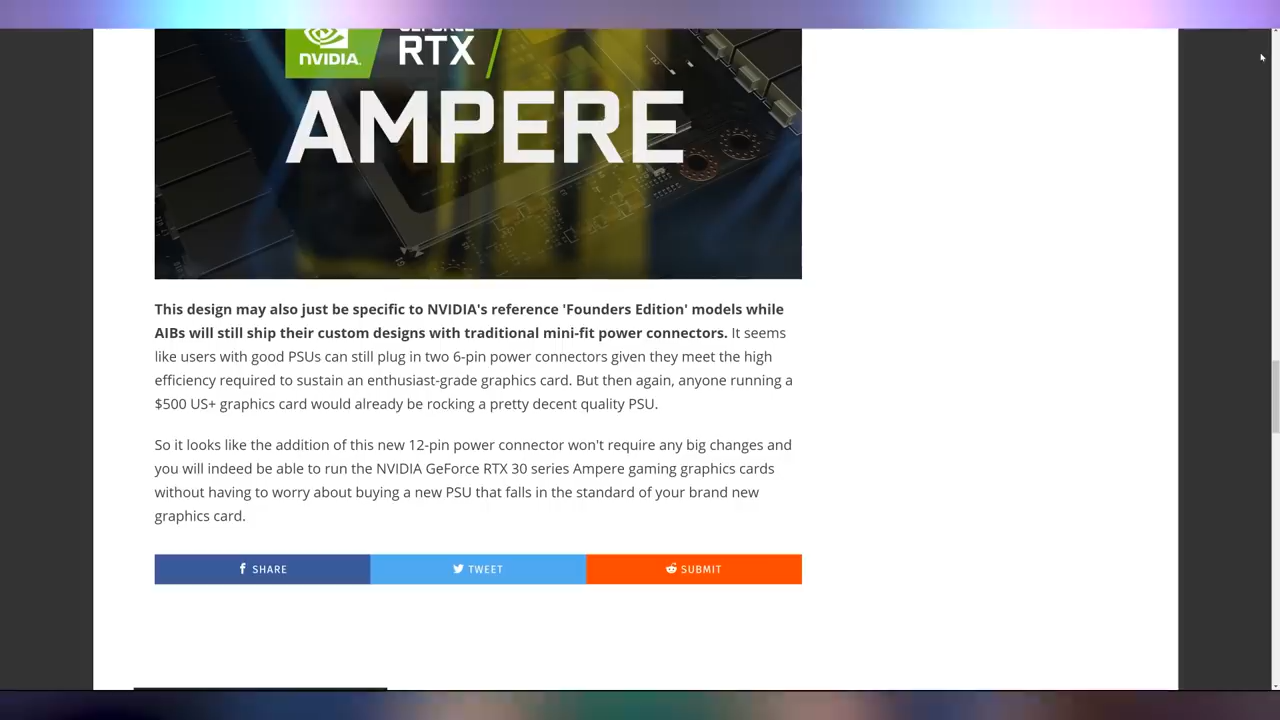 GEFORCE
NVIDIA.
RTX
AMPERE
This design may also just be specific to NVIDIA's reference 'Founders Edition' models while
AIBs will still ship their custom designs with traditional mini-fit power connectors. It seems
like users with good PSUs can still plug in two 6-pin power connectors given they meet the high
efficiency required to sustain an enthusiast-grade graphics card. But then again, anyone running a
$500 US+ graphics card would already be rocking a pretty decent quality PSU.
So it looks like the addition of this new 12-pin power connector won't require any big changes and
you will indeed be able to run the NVIDIA GeForce RTX 30 series Ampere gaming graphics cards
without having to worry about buying a new PSU that falls in the standard of your brand new
graphics card.
SHARE
TWEET
SUBMIT